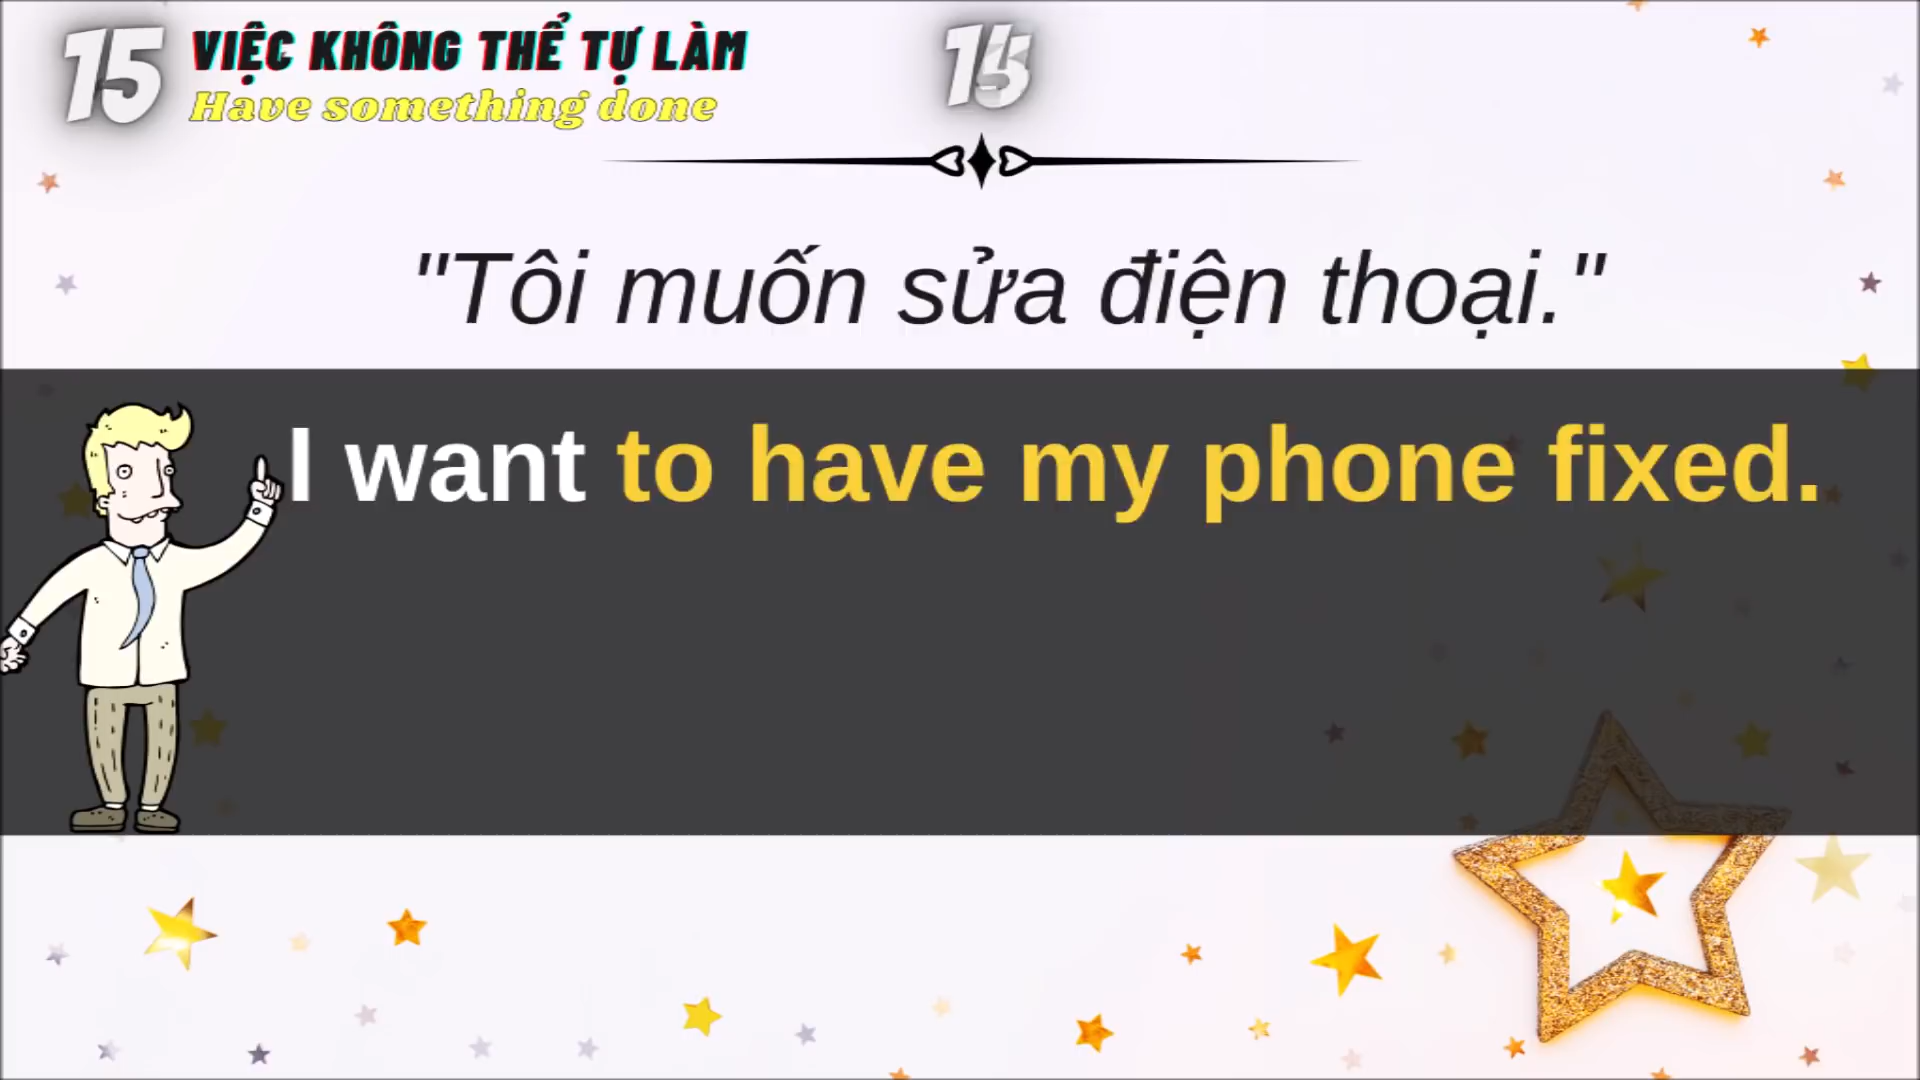 15 VIỆC KHÔNG THỂ TỰ LÀM
Have something done
"Tôi muốn sửa điện thoại."
I want to have my phone fixed.